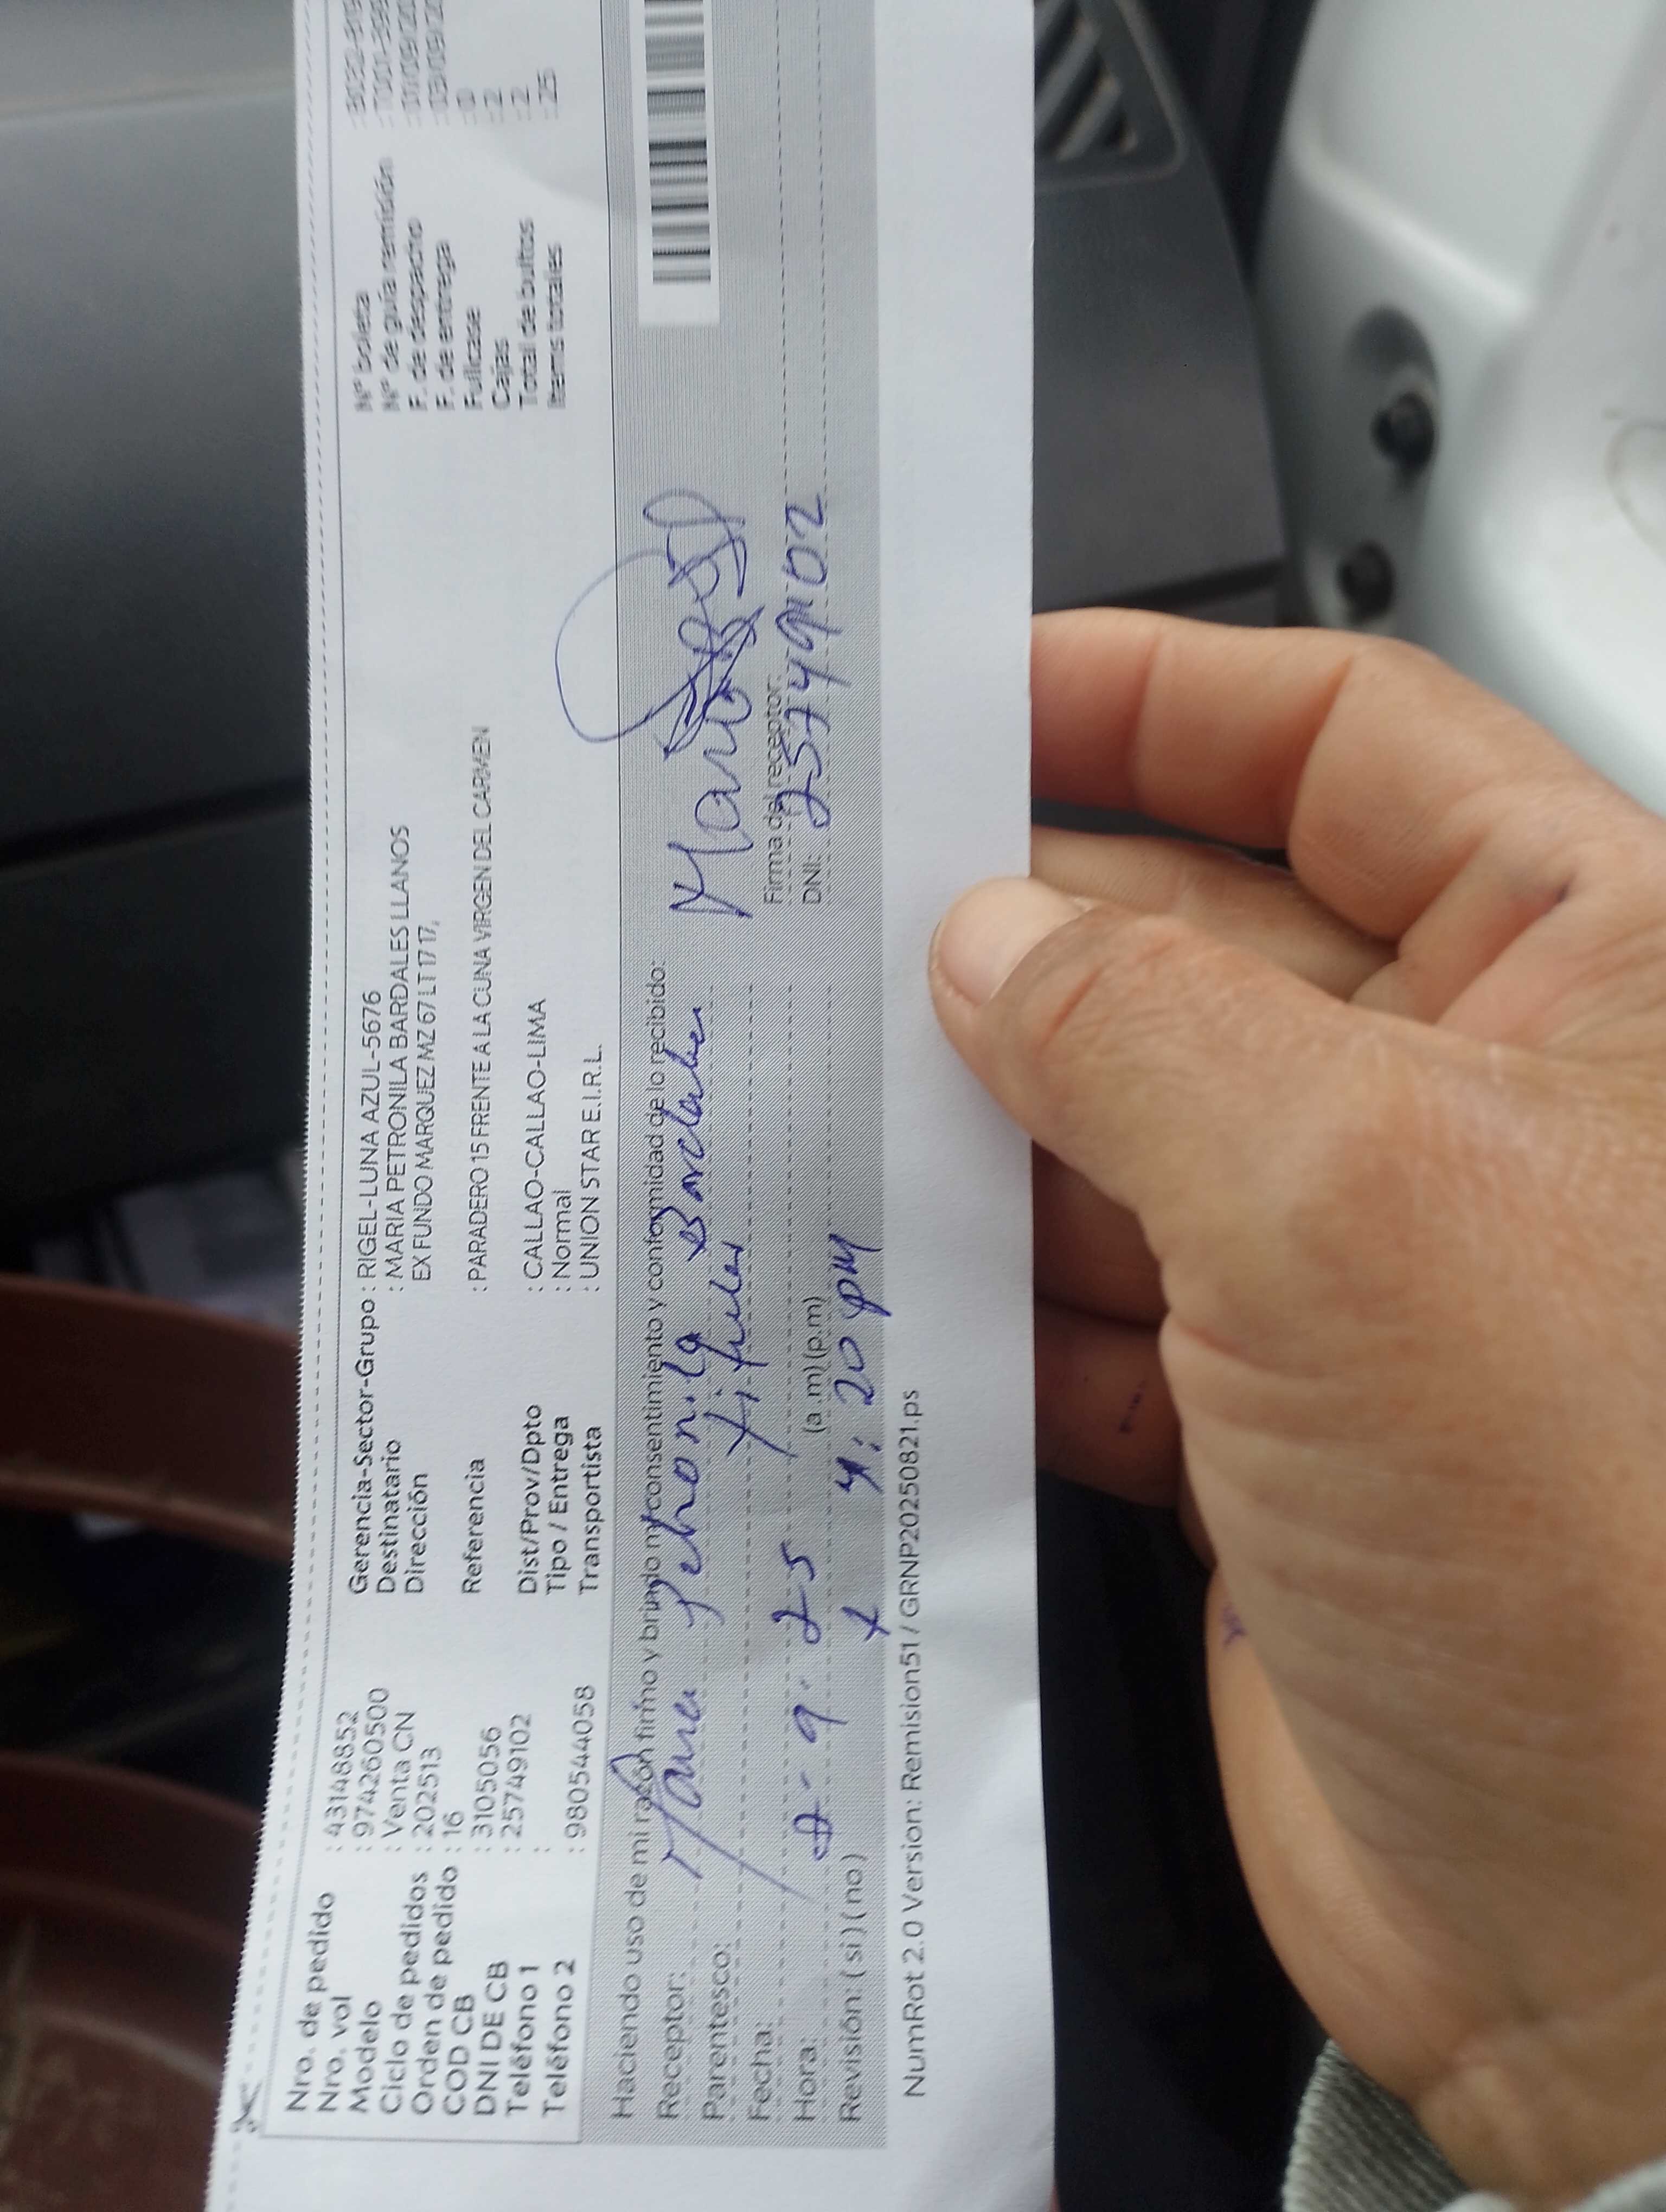 Nro. de pedido : 43148852
Nro. vol : 974260500
Modelo : Venta CN
Ciclo de pedidos : 202513
Orden de pedido : 16
COD CB : 3105056
DNI DE CB : 25749102
Teléfono 1 :
Teléfono 2 : 980544058
Gerencia-Sector-Grupo : RIGEL-LUNA AZUL-5676
Destinatario : MARIA PETRONILA BARDALES LLANOS
Dirección EX FUNDO MARQUEZ MZ 67 LT 17 17,
Referencia : PARADERO 15 FRENTE A LA CUNA VIRGEN DEL CARMEN
Dist/Prov/Dpto : CALLAO-CALLAO-LIMA
Tipo / Entrega : Normal
Transportista : UNION STAR E.I.R.L.
Nº boleta
Nº de guía remisión
F. de despacho
F. de entrega
Fullcase : 0
Cajas : 2
Total de bultos : 2
Items totales : 25
Haciendo uso de mi razón firmo y brindo mi consentimiento y conformidad de lo recibido:
Receptor: Maria Petronila Bardales
Parentesco: Titular
Fecha: 2-9-25
Hora: (a.m) (p.m) 4:20 pm
Revisión: ( si ) ( no ) x
Maria
Firma del receptor:
DNI: 25749102
NumRot 2.0 Version: Remision51 / GRNP20250821.ps